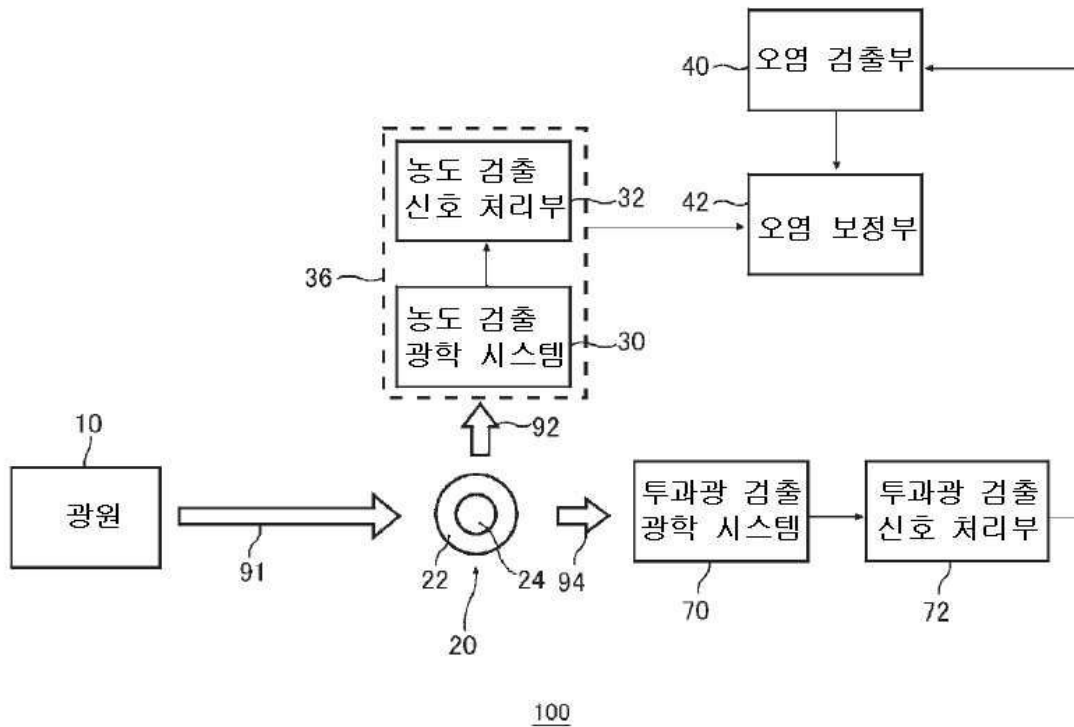 40
오염 검출부
농도 검출
신호 처리부
32
42
오염 보정부
36
농도 검출
광학 시스템
30
92
10
광원
91
22
24
20
94
투과광 검출
광학 시스템
70
투과광 검출
신호 처리부
72
100